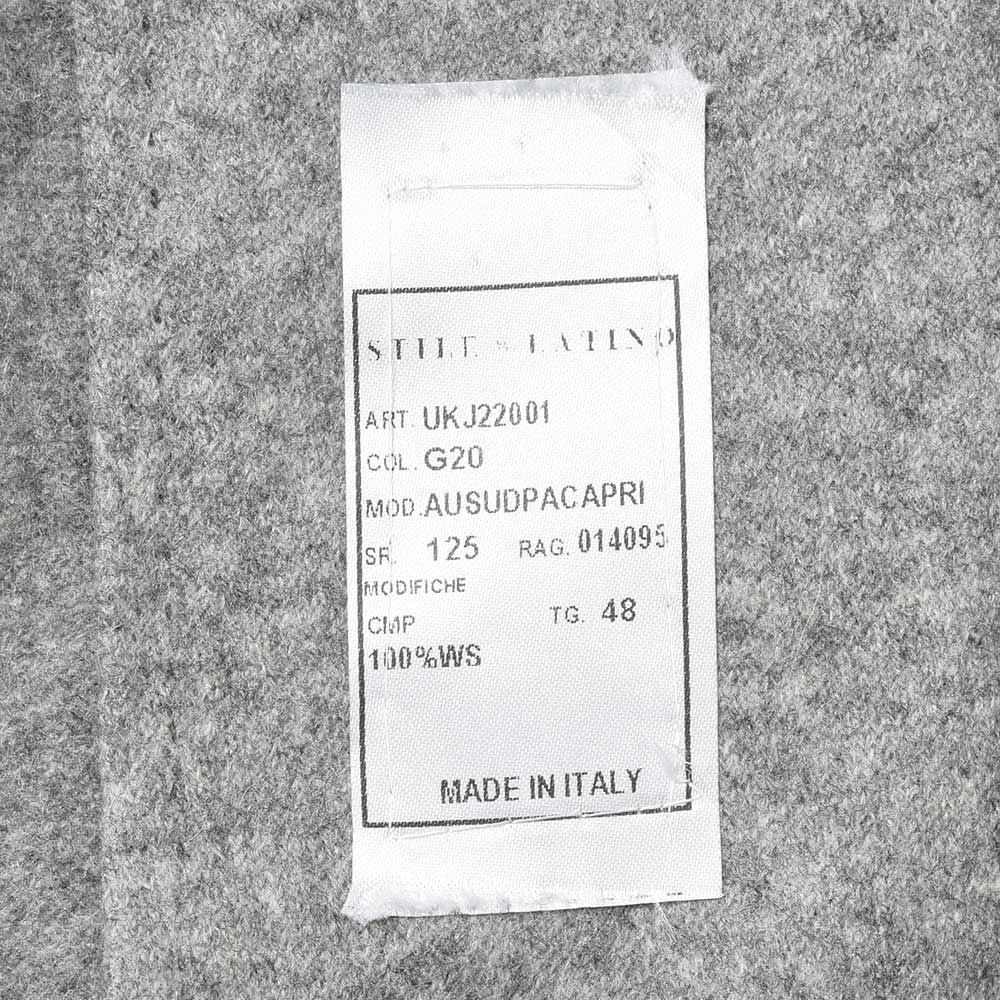 STILE LATINO
ART. UKJ22001
COL. G20
MOD. AUSUDPACAPRI
SR. 125 RAG. 014095
MODIFICHE
CMP TG. 48
100%WS
MADE IN ITALY